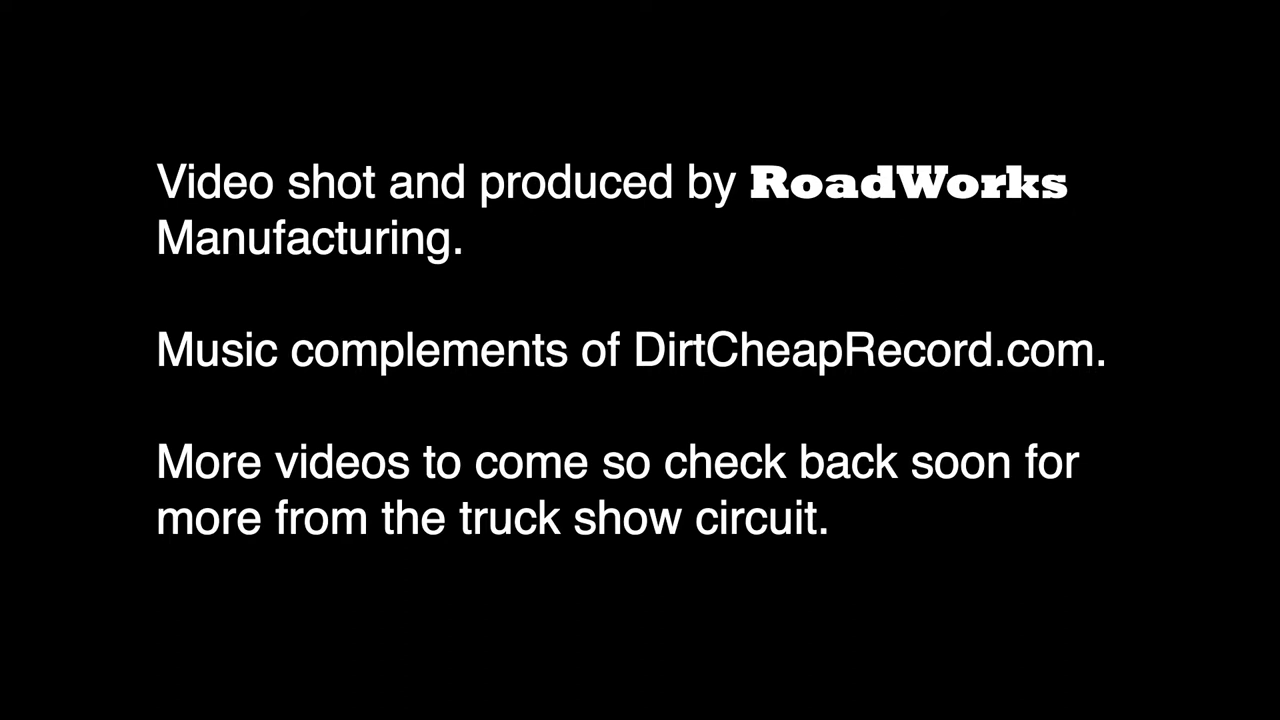 Video shot and produced by RoadWorks
Manufacturing.
Music complements of DirtCheapRecord.com.
More videos to come so check back soon for
more from the truck show circuit.